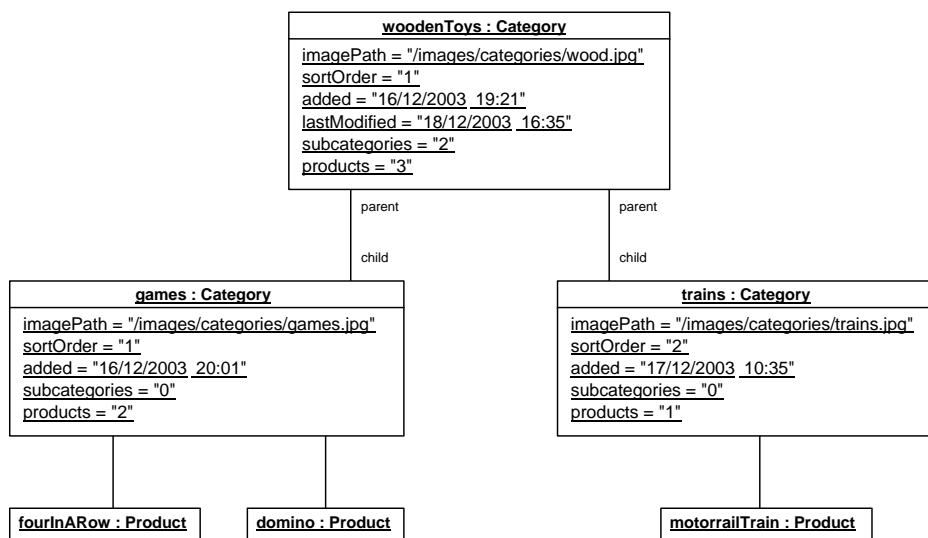 woodenToys : Category
imagePath = "/images/categories/wood.jpg"
sortOrder = "1"
added = "16/12/2003 19:21"
lastModified = "18/12/2003 16:35"
subcategories = "2"
products = "3"
parent
parent
child
child
games : Category
imagePath = "/images/categories/games.jpg"
sortOrder = "1"
added = "16/12/2003 20:01"
subcategories = "0"
products = "2"
trains : Category
imagePath = "/images/categories/trains.jpg"
sortOrder = "2"
added = "17/12/2003 10:35"
subcategories = "0"
products = "1"
fourInARow : Product
domino : Product
motorrailTrain : Product